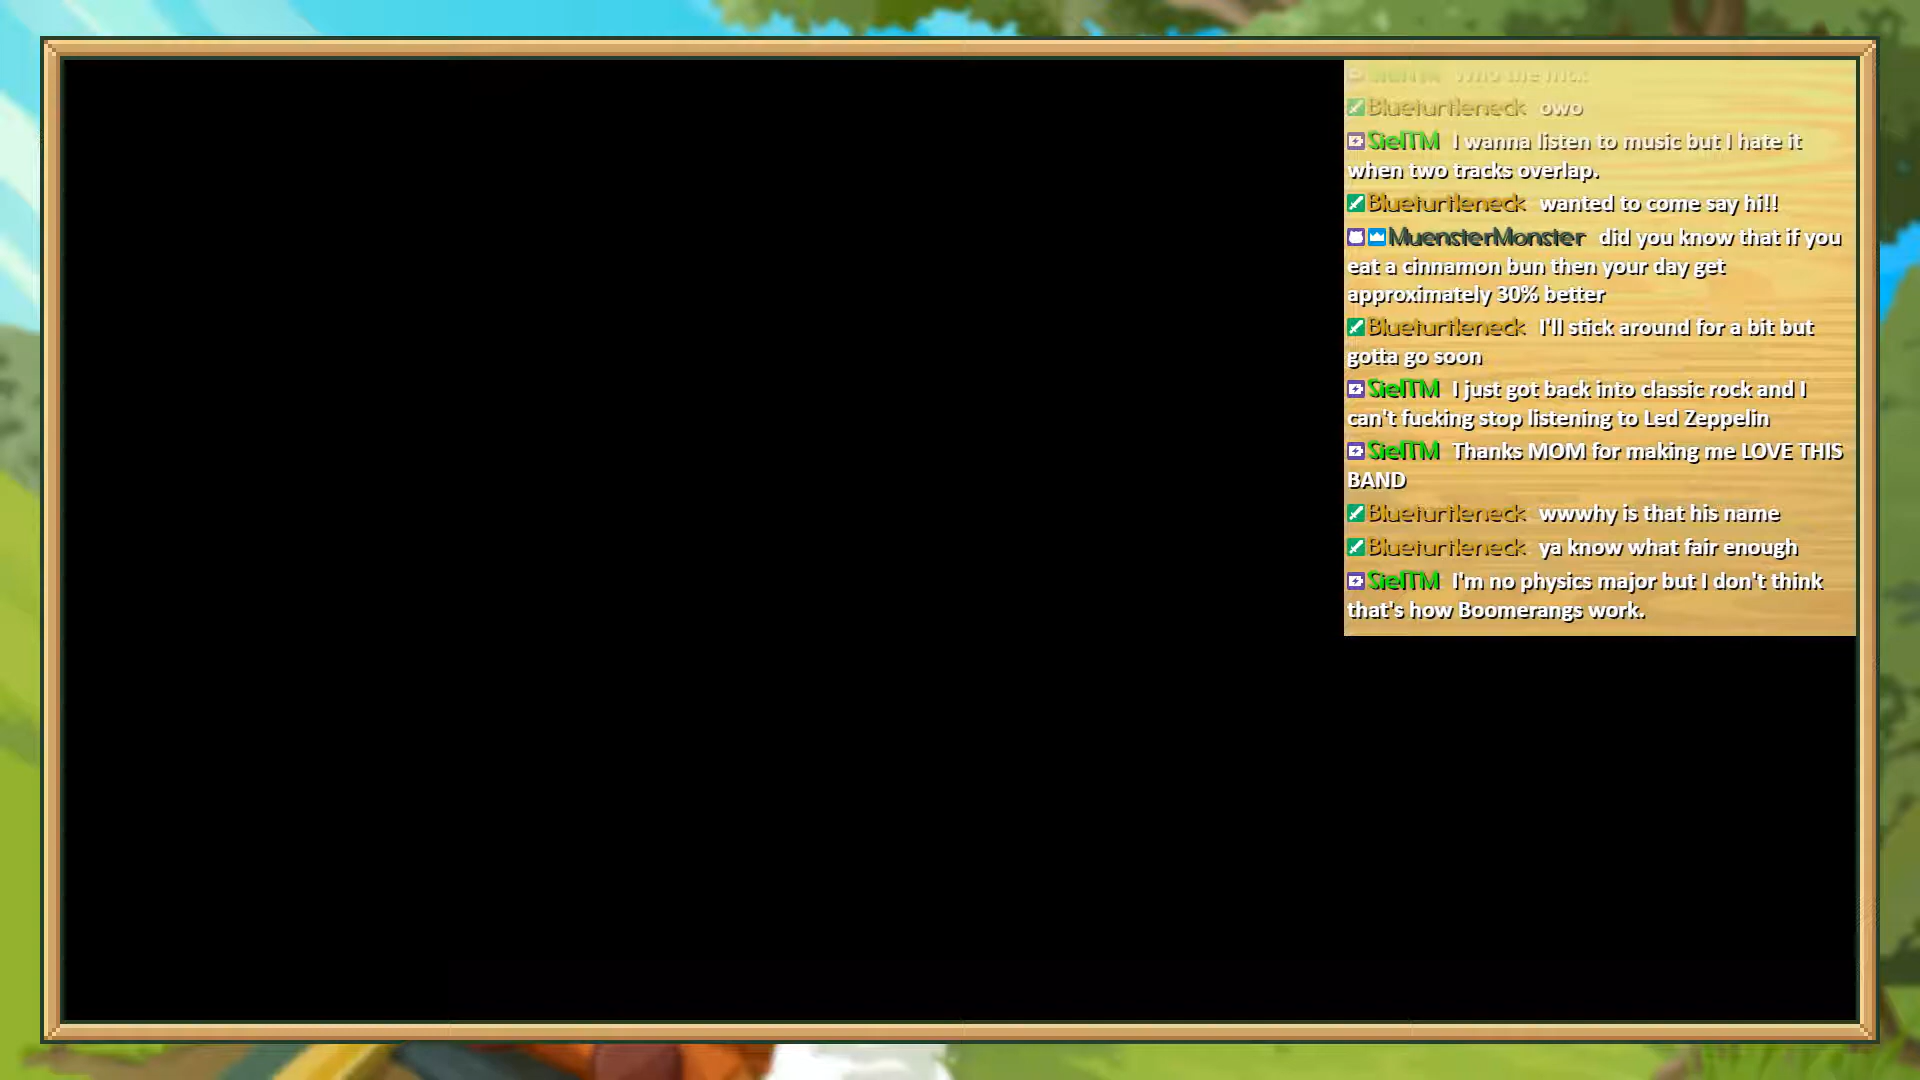 Who the frick
Blueturtleneck owo
SielTM I wanna listen to music but I hate it
when two tracks overlap.
Blueturtleneck wanted to come say hi!!
MuensterMonster did you know that if you
eat a cinnamon bun then your day get
approximately 30% better
Blueturtleneck I'll stick around for a bit but
gotta go soon
SielTM I just got back into classic rock and I
can't fucking stop listening to Led Zeppelin
SielTM Thanks MOM for making me LOVE THIS
BAND
Blueturtleneck wwwhy is that his name
Blueturtleneck ya know what fair enough
SielTM I'm no physics major but I don't think
that's how Boomerangs work.